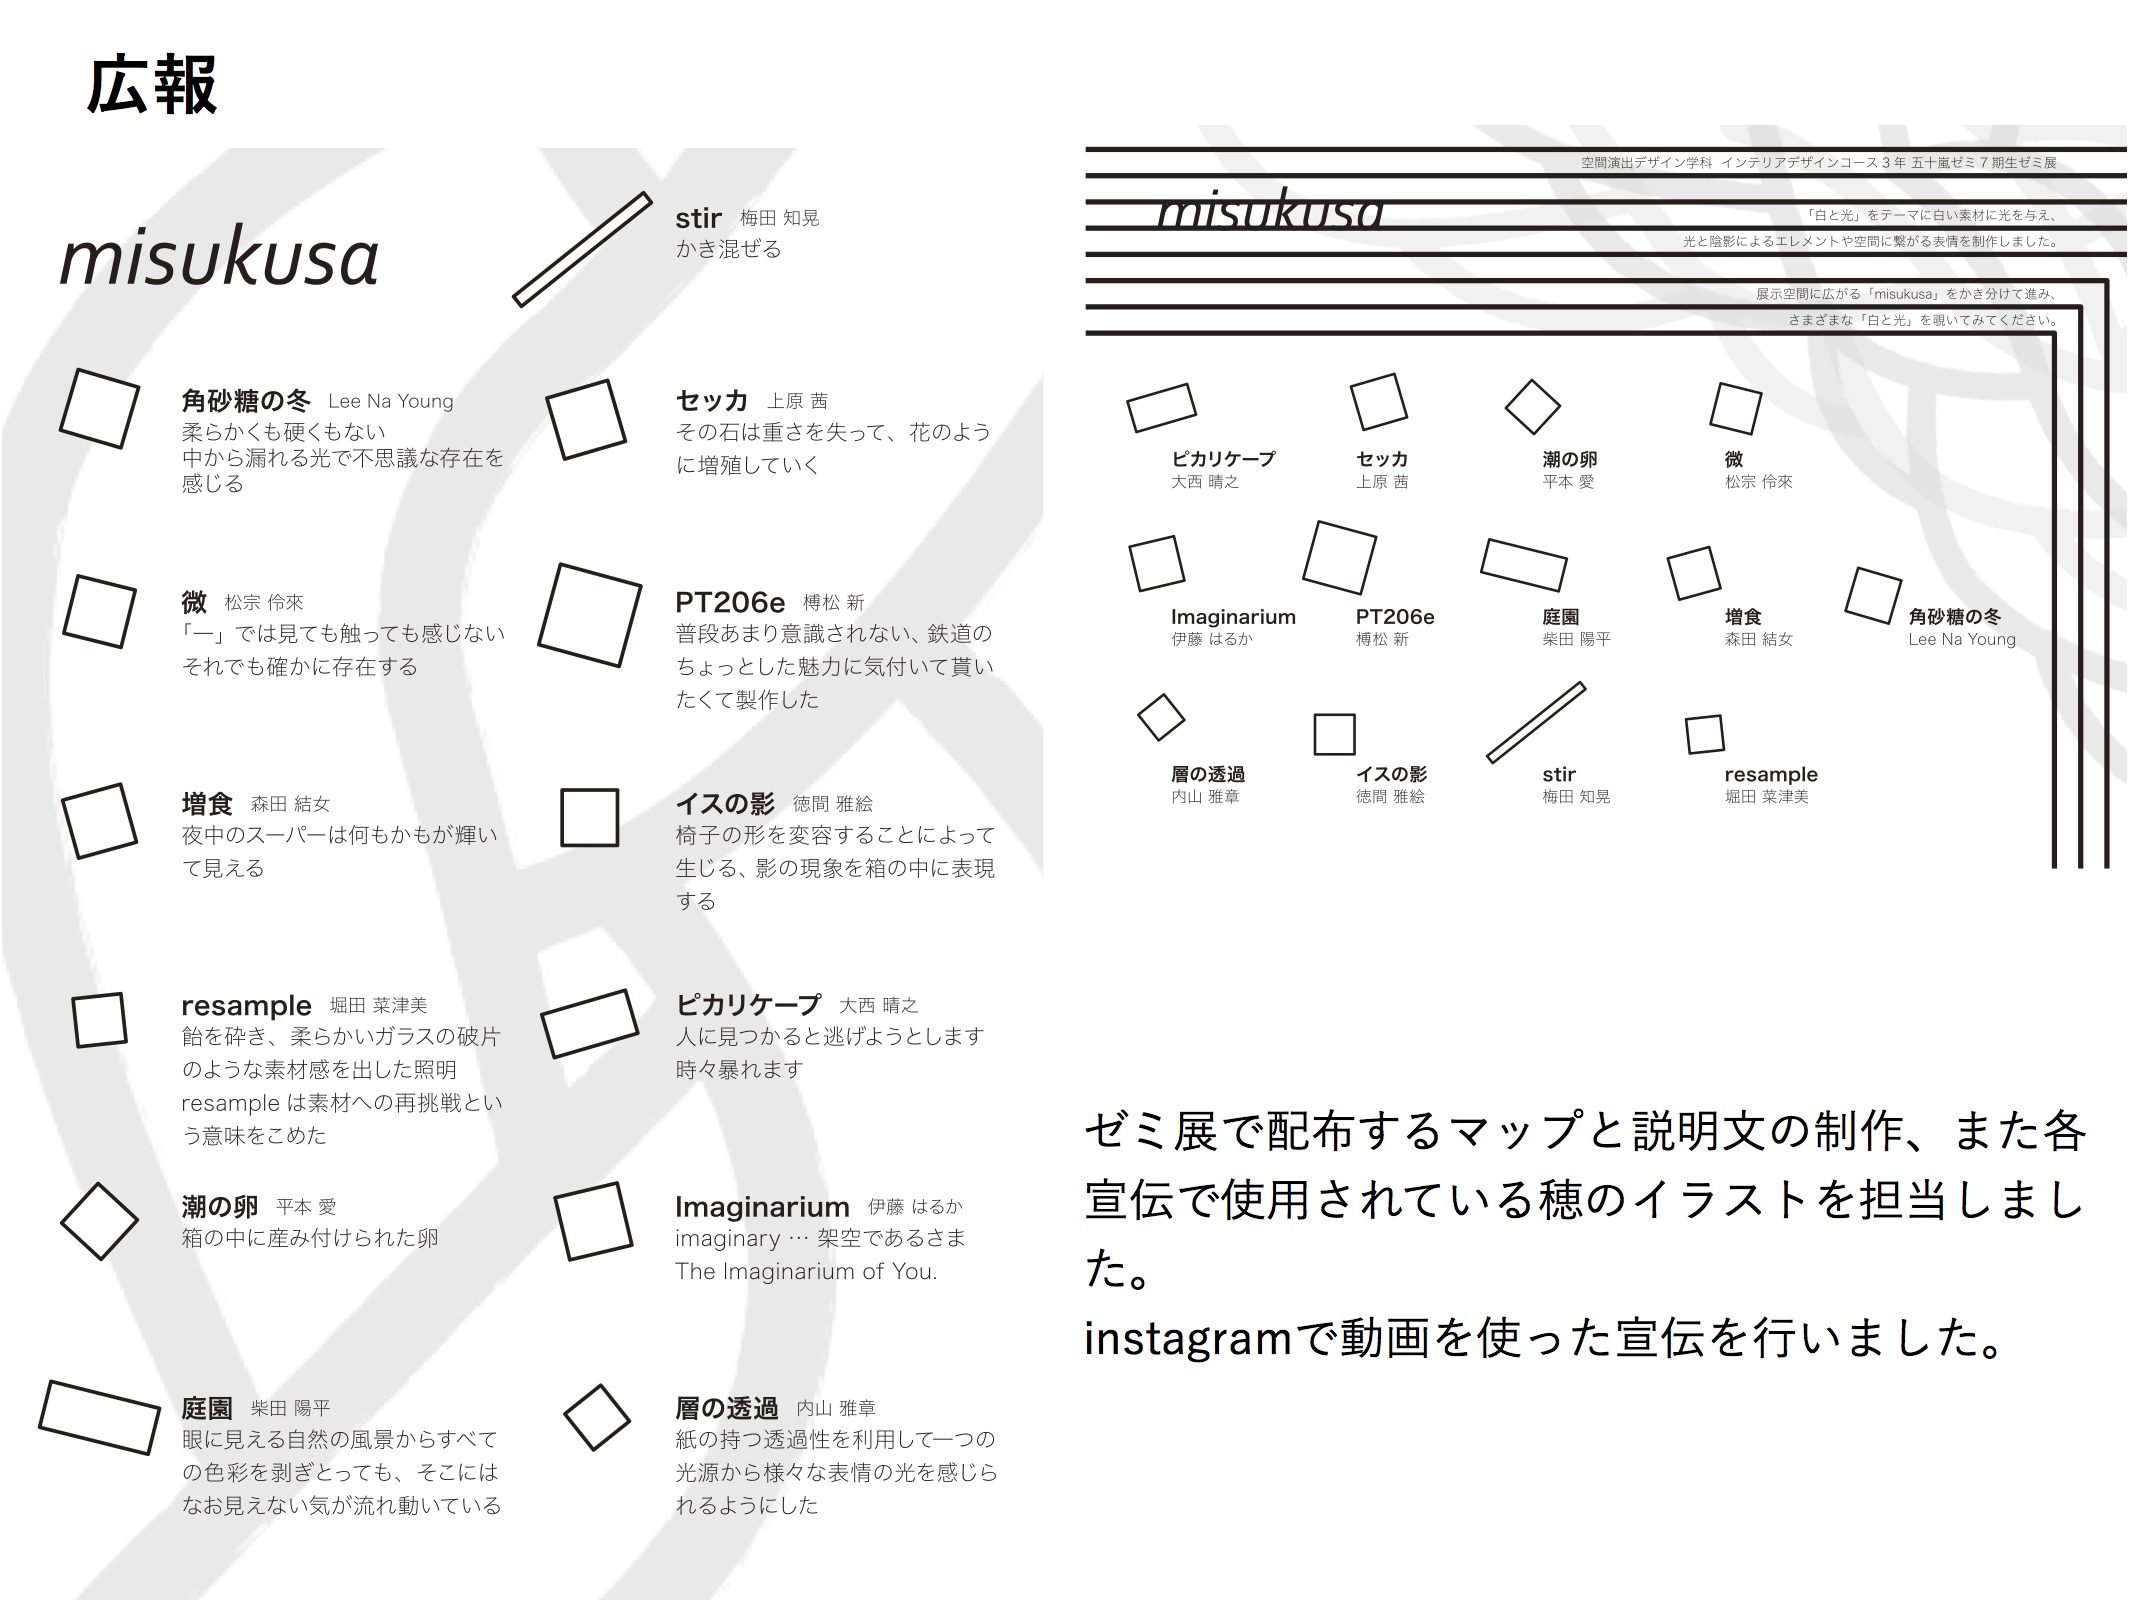 広報
misukusa
stir 梅田 知晃
かき混ぜる
角砂糖の冬 Lee Na Young
柔らかくも硬くもない
中から漏れる光で不思議な存在を
感じる
セッカ 上原 茜
その石は重さを失って、花のよう
に増殖していく
微 松宗 伶來
「一」では見ても触っても感じない
それでも確かに存在する
PT206e 榑松 新
普段あまり意識されない、鉄道の
ちょっとした魅力に気付いて貰い
たくて製作した
増食 森田 結女
夜中のスーパーは何もかもが輝い
て見える
イスの影 徳間 雅絵
椅子の形を変容することによって
生じる、影の現象を箱の中に表現
する
resample 堀田 菜津美
飴を砕き、柔らかいガラスの破片
のような素材感を出した照明
resample は素材への再挑戦とい
う意味をこめた
ピカリケープ 大西 晴之
人に見つかると逃げようとします
時々暴れます
潮の卵 平本 愛
箱の中に産み付けられた卵
Imaginarium 伊藤 はるか
imaginary … 架空であるさま
The Imaginarium of You.
庭園 柴田 陽平
眼に見える自然の風景からすべて
の色彩を剥ぎとっても、そこには
なお見えない気が流れ動いている
層の透過 内山 雅章
紙の持つ透過性を利用して一つの
光源から様々な表情の光を感じら
れるようにした
空間演出デザイン学科 インテリアデザインコース３年 五十嵐ゼミ７期生ゼミ展
misukusa
「白と光」をテーマに白い素材に光を与え、
光と陰影によるエレメントや空間に繋がる表情を制作しました。
展示空間に広がる「misukusa」をかき分けて進み、
さまざまな「白と光」を覗いてみてください。
ピカリケープ セッカ 潮の卵 微
大西 晴之 上原 茜 平本 愛 松宗 伶來
Imaginarium PT206e 庭園 増食 角砂糖の冬
伊藤 はるか 榑松 新 柴田 陽平 森田 結女 Lee Na Young
層の透過 イスの影 stir resample
内山 雅章 徳間 雅絵 梅田 知晃 堀田 菜津美
ゼミ展で配布するマップと説明文の制作、また各
宣伝で使用されている穂のイラストを担当しまし
た。
instagramで動画を使った宣伝を行いました。